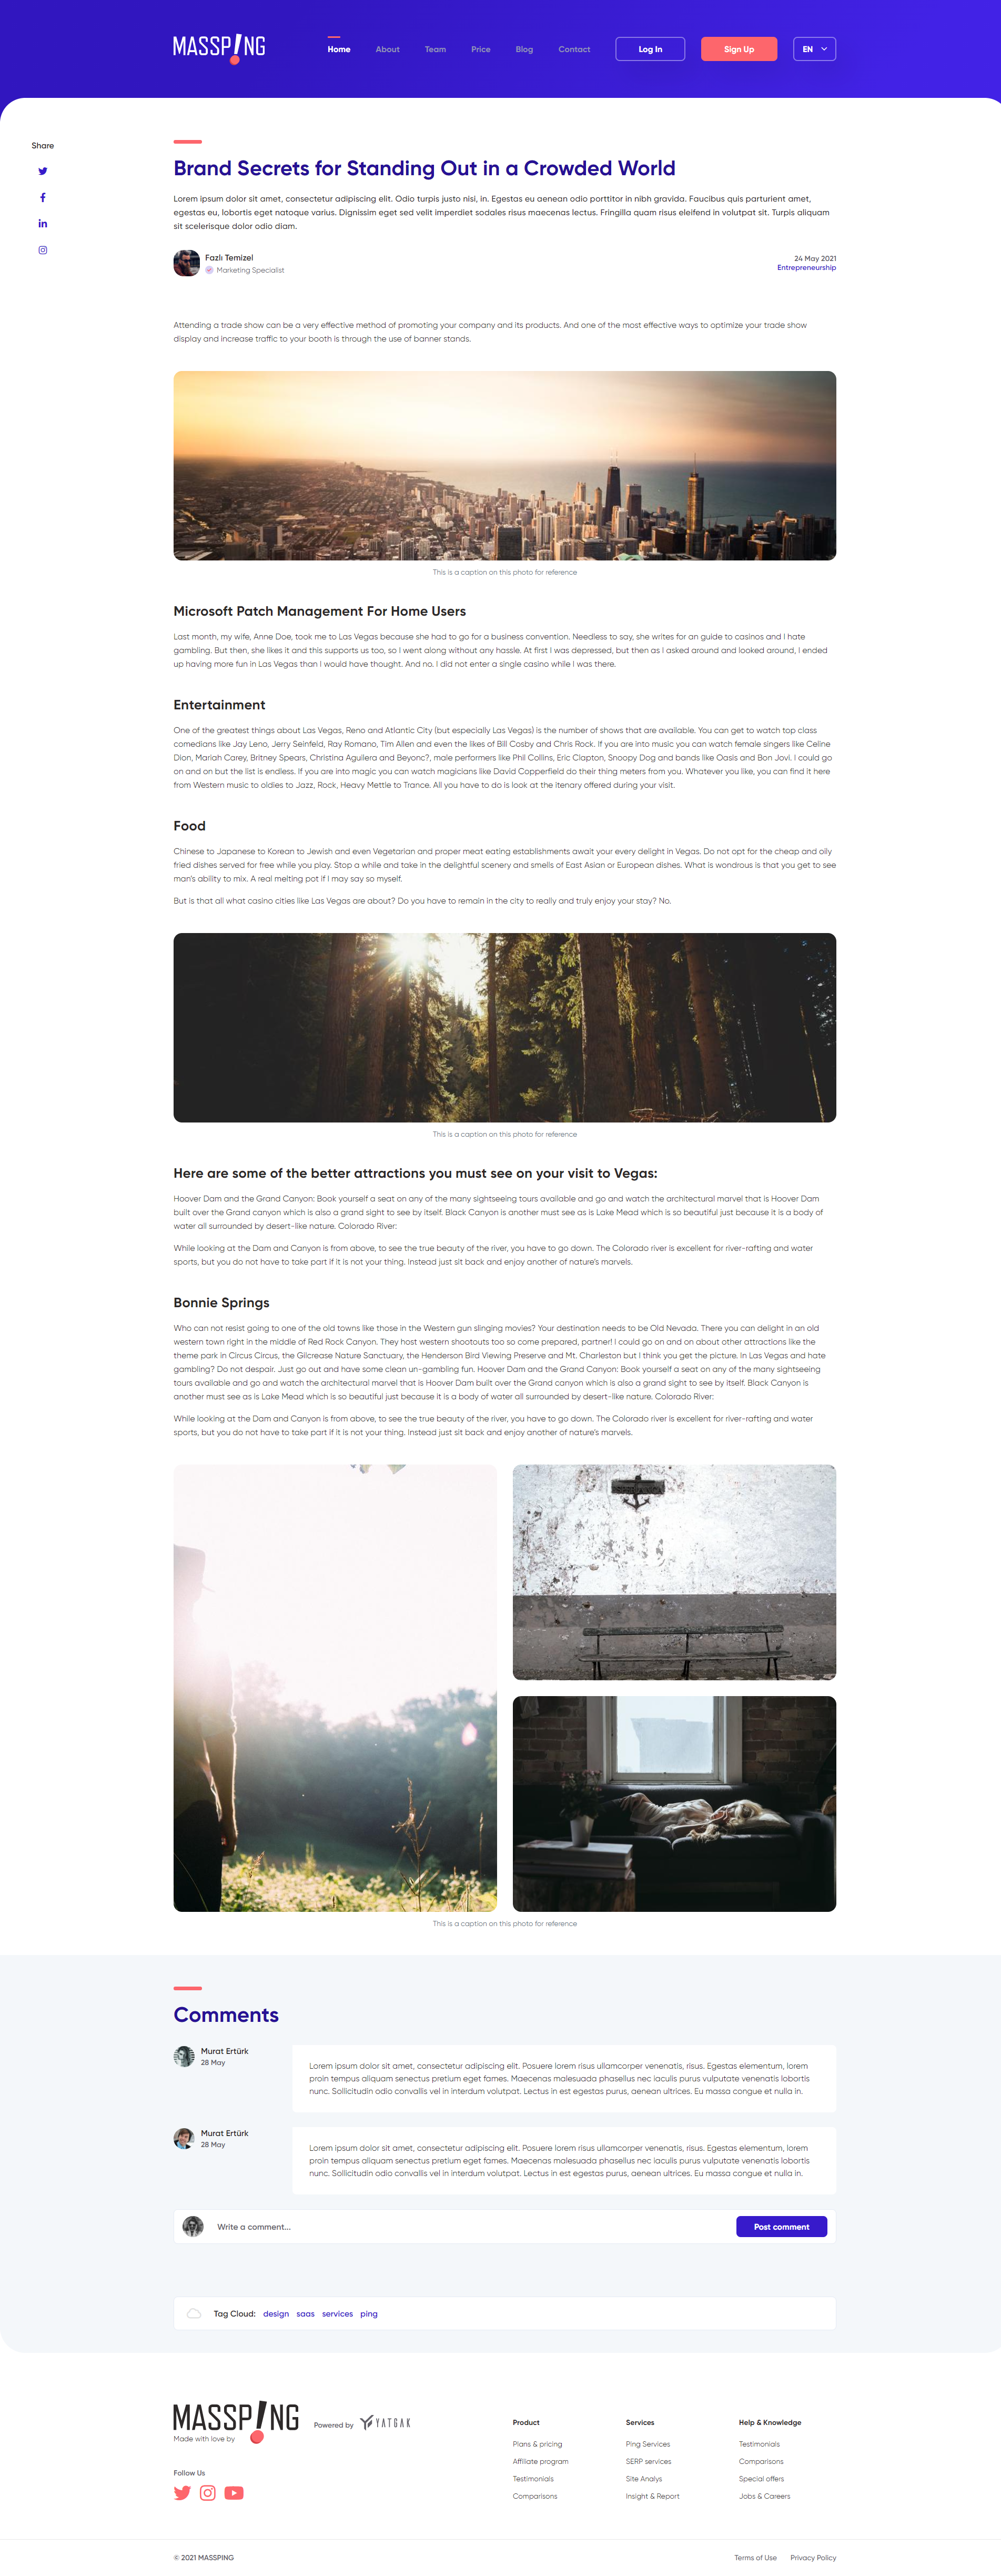 MASSP!NG
Home About Team Price Blog Contact Log In Sign Up EN
Share
Brand Secrets for Standing Out in a Crowded World
Lorem ipsum dolor sit amet, consectetur adipiscing elit. Odio turpis justo nisi, in. Egestas eu aenean odio porttitor in nibh gravida. Faucibus quis parturient amet,
egestas eu, lobortis eget natoque varius. Dignissim eget sed velit imperdiet sodales risus maecenas lectus. Fringilla quam risus eleifend in volutpat sit. Turpis aliquam
sit scelerisque dolor odio diam.
Fazlı Temizel
Marketing Specialist
24 May 2021
Entrepreneurship
Attending a trade show can be a very effective method of promoting your company and its products. And one of the most effective ways to optimize your trade show
display and increase traffic to your booth is through the use of banner stands.
This is a caption on this photo for reference
Microsoft Patch Management For Home Users
Last month, my wife, Anne Doe, took me to Las Vegas because she had to go for a business convention. Needless to say, she writes for an guide to casinos and I hate
gambling. But then, she likes it and this supports us too, so I went along without any hassle. At first I was depressed, but then as I asked around and looked around, I ended
up having more fun in Las Vegas than I would have thought. And no. I did not enter a single casino while I was there.
Entertainment
One of the greatest things about Las Vegas, Reno and Atlantic City (but especially Las Vegas) is the number of shows that are available. You can get to watch top class
comedians like Jay Leno, Jerry Seinfeld, Ray Romano, Tim Allen and even the likes of Bill Cosby and Chris Rock. If you are into music you can watch female singers like Celine
Dion, Mariah Carey, Britney Spears, Christina Aguilera and Beyonc?, male performers like Phil Collins, Eric Clapton, Snoopy Dog and bands like Oasis and Bon Jovi. I could go
on and on but the list is endless. If you are into magic you can watch magicians like David Copperfield do their thing meters from you. Whatever you like, you can find it here
from Western music to oldies to Jazz, Rock, Heavy Mettle to Trance. All you have to do is look at the itenary offered during your visit.
Food
Chinese to Japanese to Korean to Jewish and even Vegetarian and proper meat eating establishments await your every delight in Vegas. Do not opt for the cheap and oily
fried dishes served for free while you play. Stop a while and take in the delightful scenery and smells of East Asian or European dishes. What is wondrous is that you get to see
man's ability to mix. A real melting pot if I may say so myself.
But is that all what casino cities like Las Vegas are about? Do you have to remain in the city to really and truly enjoy your stay? No.
This is a caption on this photo for reference
Here are some of the better attractions you must see on your visit to Vegas:
Hoover Dam and the Grand Canyon: Book yourself a seat on any of the many sightseeing tours available and go and watch the architectural marvel that is Hoover Dam
built over the Grand canyon which is also a grand sight to see by itself. Black Canyon is another must see as is Lake Mead which is so beautiful just because it is a body of
water all surrounded by desert-like nature. Colorado River:
While looking at the Dam and Canyon is from above, to see the true beauty of the river, you have to go down. The Colorado river is excellent for river-rafting and water
sports, but you do not have to take part if it is not your thing. Instead just sit back and enjoy another of nature's marvels.
Bonnie Springs
Who can not resist going to one of the old towns like those in the Western gun slinging movies? Your destination needs to be Old Nevada. There you can delight in an old
western town right in the middle of Red Rock Canyon. They host western shootouts too so come prepared, partner! I could go on and on about other attractions like the
theme park in Circus Circus, the Gilcrease Nature Sanctuary, the Henderson Bird Viewing Preserve and Mt. Charleston but I think you get the picture. In Las Vegas and hate
gambling? Do not despair. Just go out and have some clean un-gambling fun. Hoover Dam and the Grand Canyon: Book yourself a seat on any of the many sightseeing
tours available and go and watch the architectural marvel that is Hoover Dam built over the Grand canyon which is also a grand sight to see by itself. Black Canyon is
another must see as is Lake Mead which is so beautiful just because it is a body of water all surrounded by desert-like nature. Colorado River:
While looking at the Dam and Canyon is from above, to see the true beauty of the river, you have to go down. The Colorado river is excellent for river-rafting and water
sports, but you do not have to take part if it is not your thing. Instead just sit back and enjoy another of nature's marvels.
This is a caption on this photo for reference
Comments
Murat Ertürk
28 May
Lorem ipsum dolor sit amet, consectetur adipiscing elit. Posuere lorem risus ullamcorper venenatis, risus. Egestas elementum, lorem
proin tempus aliquam senectus pretium eget fames. Maecenas malesuada phasellus nec iaculis purus vulputate venenatis lobortis
nunc. Sollicitudin odio convallis vel in interdum volutpat. Lectus in est egestas purus, aenean ultrices. Eu massa congue et nulla in.
Murat Ertürk
28 May
Lorem ipsum dolor sit amet, consectetur adipiscing elit. Posuere lorem risus ullamcorper venenatis, risus. Egestas elementum, lorem
proin tempus aliquam senectus pretium eget fames. Maecenas malesuada phasellus nec iaculis purus vulputate venenatis lobortis
nunc. Sollicitudin odio convallis vel in interdum volutpat. Lectus in est egestas purus, aenean ultrices. Eu massa congue et nulla in.
Write a comment... Post comment
Tag Cloud: design saas services ping
MASSP!NG
Made with love by
Powered by YATGAK
Follow Us
Product
Plans & pricing
Affiliate program
Testimonials
Comparisons
Services
Ping Services
SERP services
Site Analys
Insight & Report
Help & Knowledge
Testimonials
Comparisons
Special offers
Jobs & Careers
© 2021 MASSPING
Terms of Use Privacy Policy